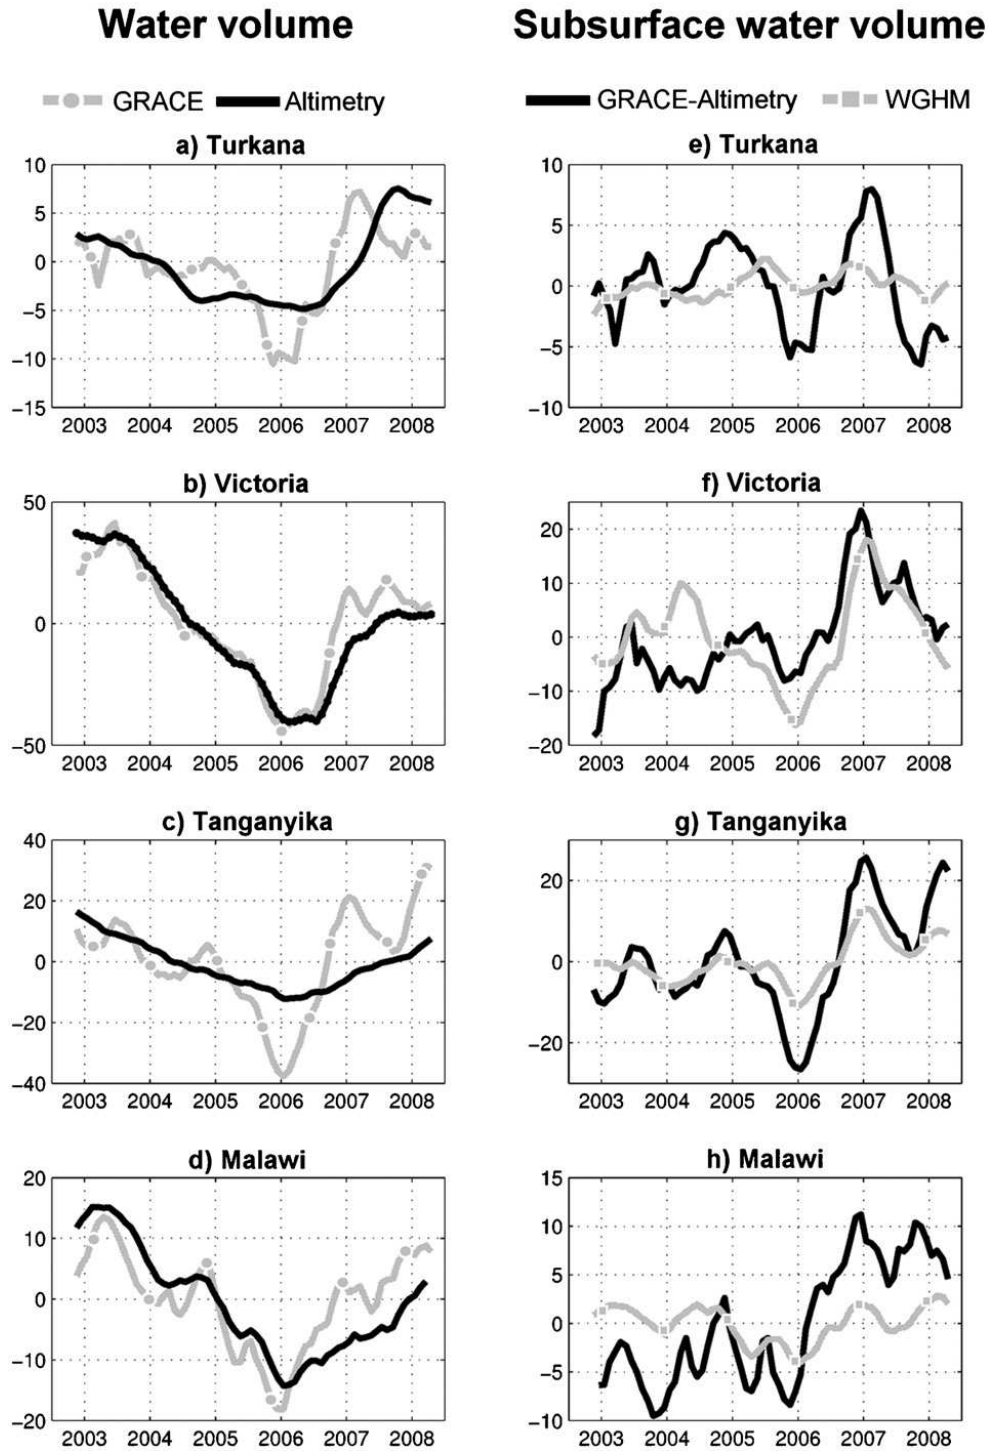 Water volume
Subsurface water volume
GRACE Altimetry
GRACE-Altimetry WGHM
a) Turkana
10
5
0
−5
−10
−15
2003 2004 2005 2006 2007 2008
e) Turkana
10
5
0
−5
−10
2003 2004 2005 2006 2007 2008
b) Victoria
50
0
−50
2003 2004 2005 2006 2007 2008
f) Victoria
20
10
0
−10
−20
2003 2004 2005 2006 2007 2008
c) Tanganyika
40
20
0
−20
−40
2003 2004 2005 2006 2007 2008
g) Tanganyika
20
0
−20
2003 2004 2005 2006 2007 2008
d) Malawi
20
10
0
−10
−20
2003 2004 2005 2006 2007 2008
h) Malawi
15
10
5
0
−5
−10
2003 2004 2005 2006 2007 2008